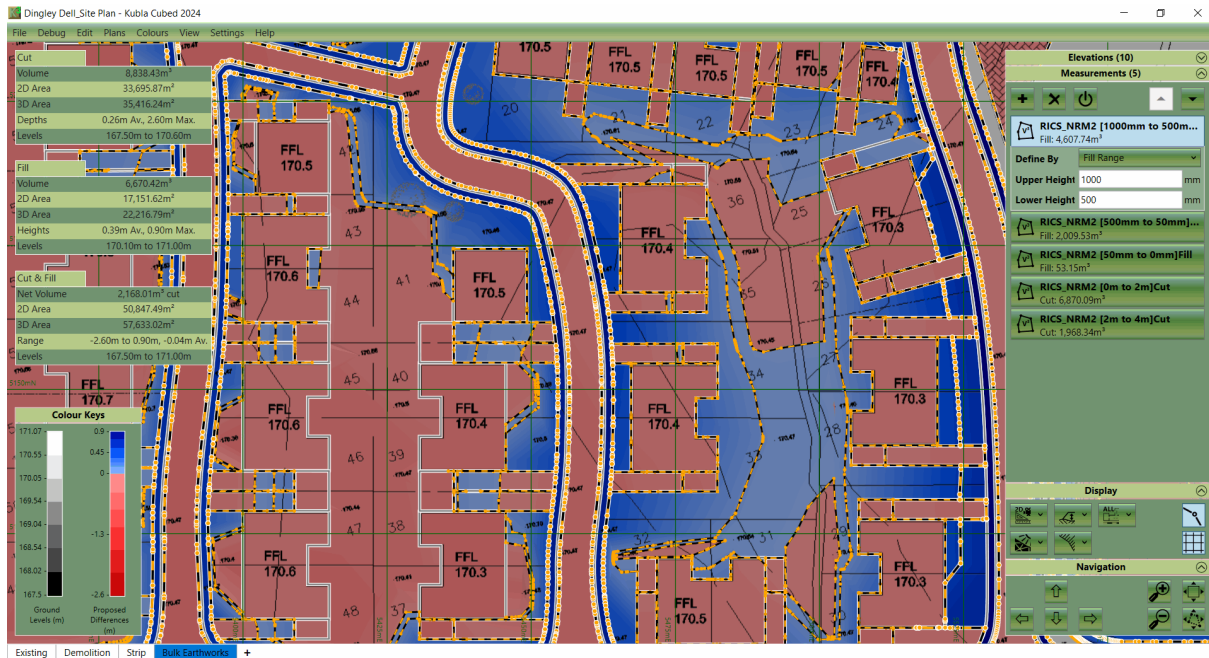 Dingley Dell_Site Plan - Kubla Cubed 2024
File Debug Edit Plans Colours View Settings Help
Cut
Volume 8,838.43m³
2D Area 33,695.87m²
3D Area 35,416.24m²
Depths 0.26m Av., 2.60m Max.
Levels 167.50m to 170.60m
Fill
Volume 6,670.42m³
2D Area 17,151.62m²
3D Area 22,216.79m²
Heights 0.39m Av., 0.90m Max.
Levels 170.10m to 171.00m
Cut & Fill
Net Volume 2,168.01m³ cut
2D Area 50,847.49m²
3D Area 57,633.02m²
Range -2.60m to 0.90m, -0.04m Av.
Levels 167.50m to 171.00m
Colour Keys
171.07
170.55
170.05
169.54
169.04
168.54
168.02
167.5
Ground
Levels (m)
0.9
0.45
0
-1.3
-2.6
Proposed
Differences
(m)
170.5
FFL
170.5
FFL
170.5
FFL
170.5
FFL
170.4
20
21
22
23
24
FFL
170.5
42
43
FFL
170.6
44
41
FFL
170.5
FFL
170.4
36
25
FFL
170.3
35
26
FFL
170.7
45
40
34
27
FFL
170.6
FFL
170.4
FFL
170.4
FFL
170.3
46
39
33
28
47
38
32
31
29
FFL
170.6
FFL
170.3
FFL
170.3
48
37
FFL
170.5
30
Elevations (10)
Measurements (5)
RICS_NRM2 [1000mm to 500m...
Fill: 4,607.74m³
Define By Fill Range
Upper Height 1000 mm
Lower Height 500 mm
RICS_NRM2 [500mm to 50mm]...
Fill: 2,009.53m³
RICS_NRM2 [50mm to 0mm]Fill
Fill: 53.15m³
RICS_NRM2 [0m to 2m]Cut
Cut: 6,870.09m³
RICS_NRM2 [2m to 4m]Cut
Cut: 1,968.34m³
Display
2D
ALL
Navigation
Existing Demolition Strip Bulk Earthworks +